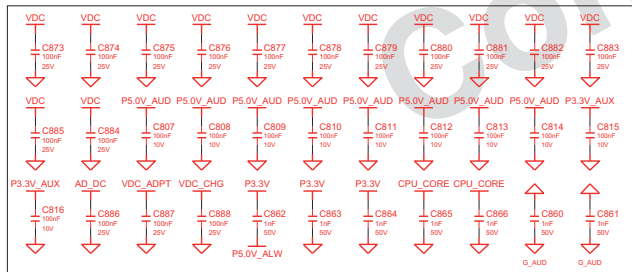 VDC VDC VDC VDC VDC VDC VDC VDC VDC VDC VDC
C873 C874 C875 C876 C877 C878 C879 C880 C881 C882 C883
100nF 100nF 100nF 100nF 100nF 100nF 100nF 100nF 100nF 100nF 100nF
25V 25V 25V 25V 25V 25V 25V 25V 25V 25V 25V
VDC VDC P5.0V_AUD P5.0V_AUD P5.0V_AUD P5.0V_AUD P5.0V_AUD P5.0V_AUD P5.0V_AUD P5.0V_AUD P3.3V_AUX
C885 C884 C807 C808 C809 C810 C811 C812 C813 C814 C815
100nF 100nF 100nF 100nF 100nF 100nF 100nF 100nF 100nF 100nF 100nF
25V 25V 10V 10V 10V 10V 10V 10V 10V 10V 10V
P3.3V_AUX AD_DC VDC_ADPT VDC_CHG P3.3V P3.3V P3.3V CPU_CORE CPU_CORE
C816 C886 C887 C888 C862 C863 C864 C865 C866 C860 C861
100nF 100nF 100nF 100nF 1nF 1nF 1nF 1nF 1nF 1nF 1nF
10V 25V 25V 25V 50V 50V 50V 50V 50V 50V 50V
P5.0V_ALW
G_AUD G_AUD